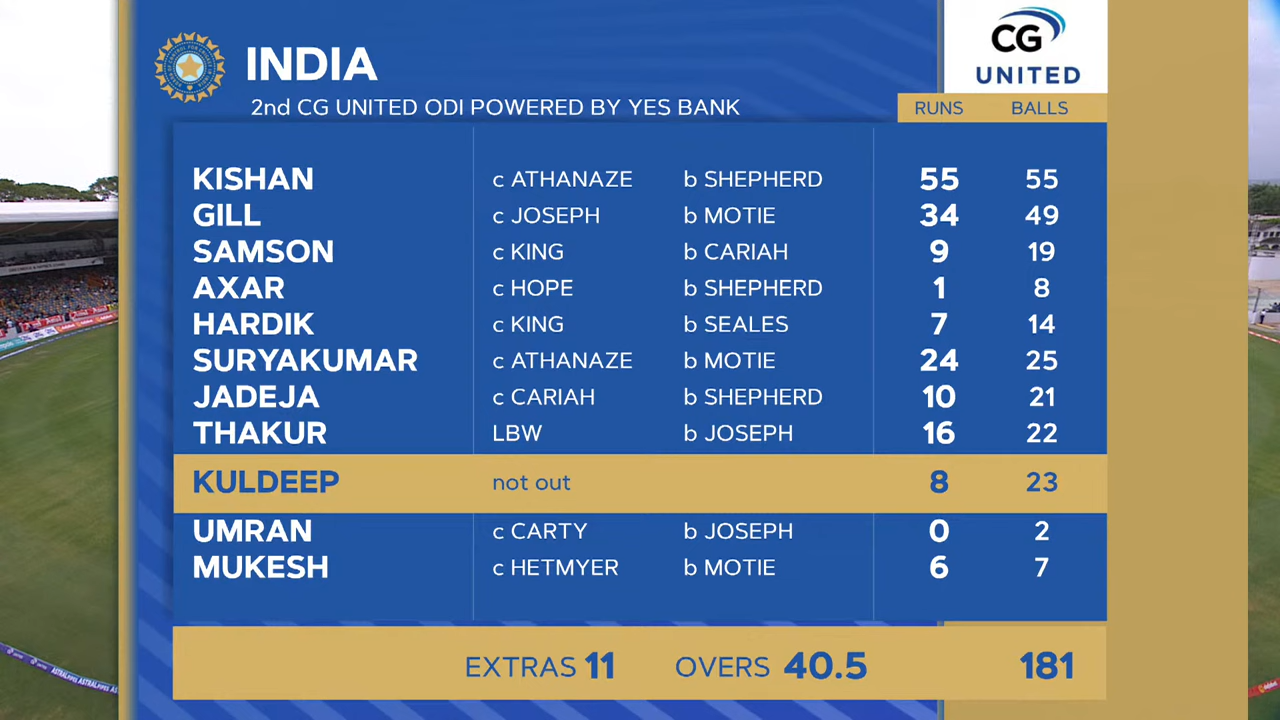 INDIA
2nd CG UNITED ODI POWERED BY YES BANK
CG
UNITED
RUNS BALLS
KISHAN c ATHANAZE b SHEPHERD 55 55
GILL c JOSEPH b MOTIE 34 49
SAMSON c KING b CARIAH 9 19
AXAR c HOPE b SHEPHERD 1 8
HARDIK c KING b SEALES 7 14
SURYAKUMAR c ATHANAZE b MOTIE 24 25
JADEJA c CARIAH b SHEPHERD 10 21
THAKUR LBW b JOSEPH 16 22
KULDEEP not out 8 23
UMRAN c CARTY b JOSEPH 0 2
MUKESH c HETMYER b MOTIE 6 7
EXTRAS 11 OVERS 40.5 181